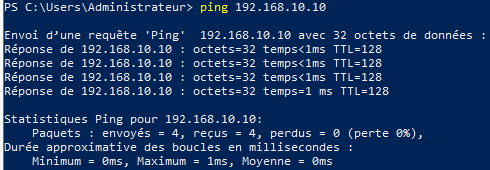 PS C:\Users\Administrateur> ping 192.168.10.10
Envoi d'une requête 'Ping'  192.168.10.10 avec 32 octets de données :
Réponse de 192.168.10.10 : octets=32 temps<1ms TTL=128
Réponse de 192.168.10.10 : octets=32 temps<1ms TTL=128
Réponse de 192.168.10.10 : octets=32 temps<1ms TTL=128
Réponse de 192.168.10.10 : octets=32 temps=1 ms TTL=128
Statistiques Ping pour 192.168.10.10:
    Paquets : envoyés = 4, reçus = 4, perdus = 0 (perte 0%),
Durée approximative des boucles en millisecondes :
    Minimum = 0ms, Maximum = 1ms, Moyenne = 0ms